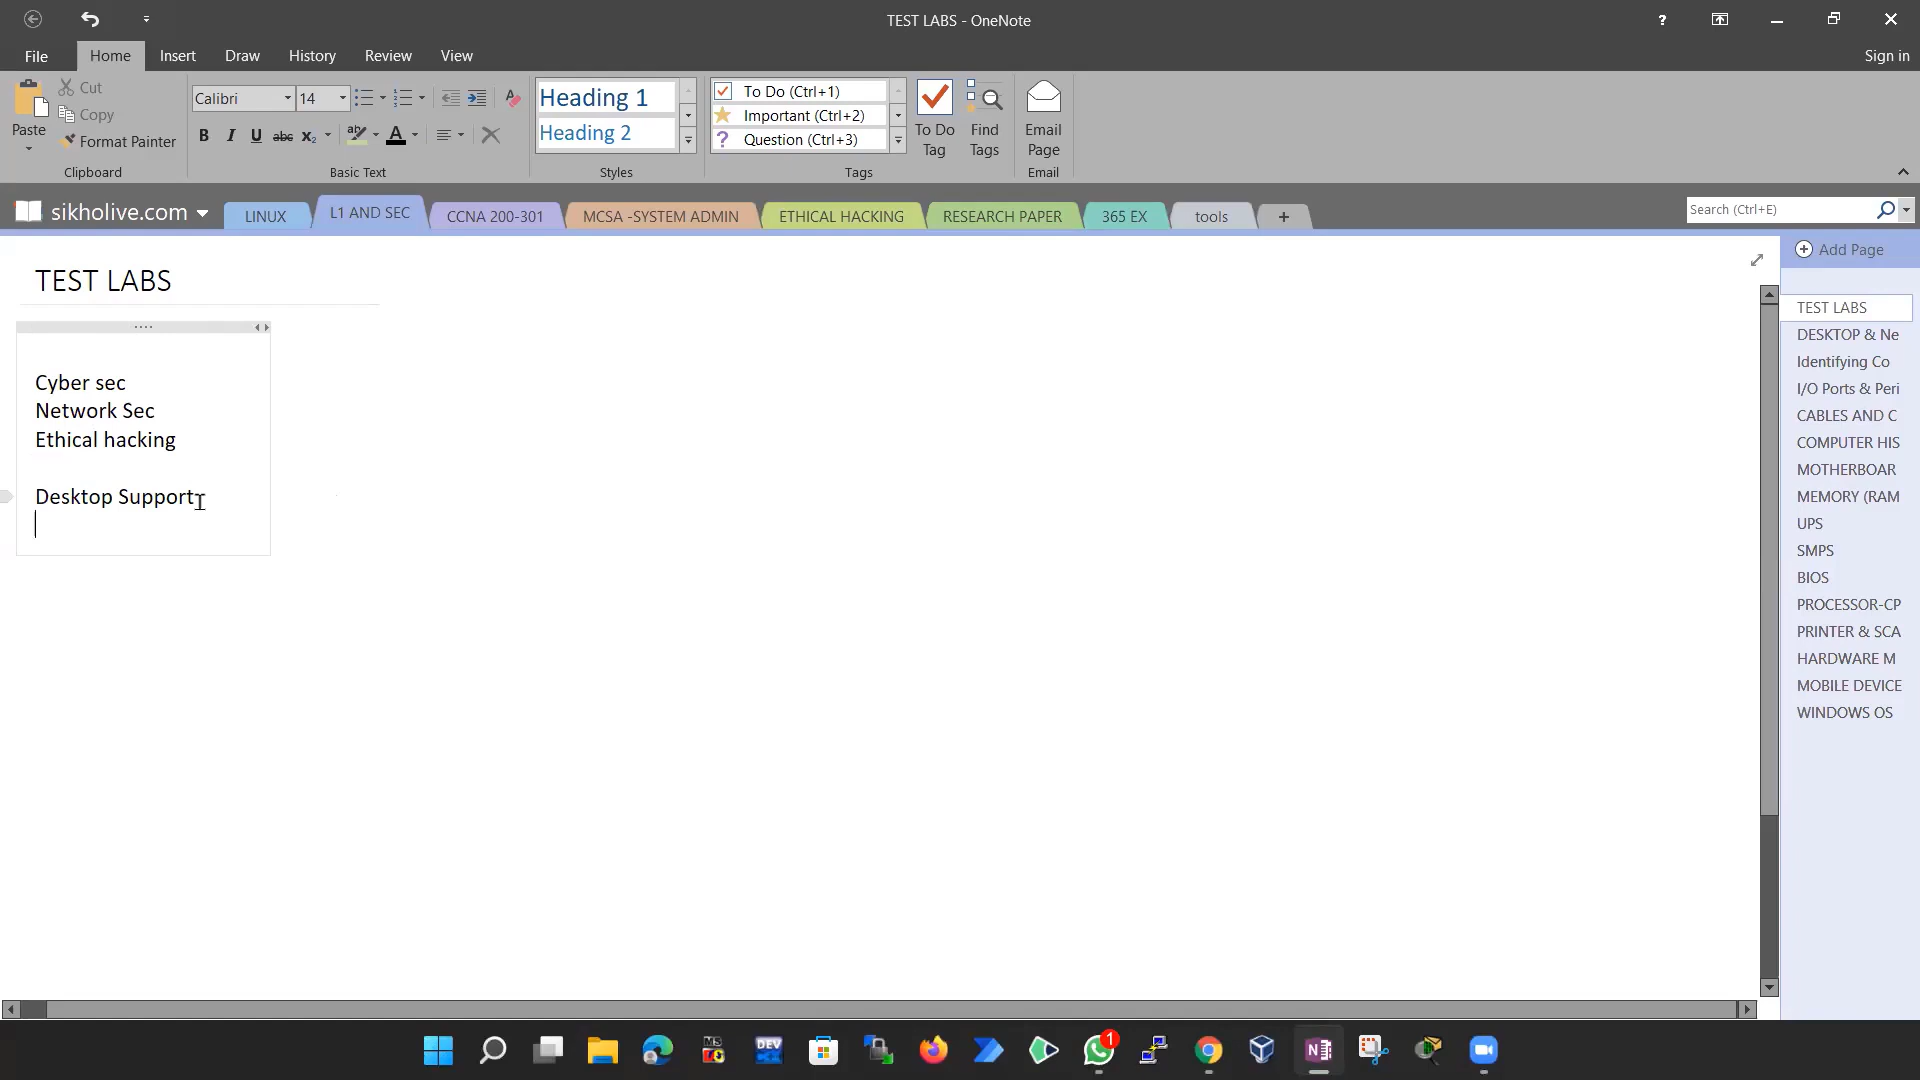 TEST LABS - OneNote
?
File
Home
Insert
Draw
History
Review
View
Sign in
Paste
Cut
Copy
Format Painter
Clipboard
Calibri
14
B I U abc x₂
A
Basic Text
Heading 1
Heading 2
Styles
To Do (Ctrl+1)
Important (Ctrl+2)
? Question (Ctrl+3)
To Do
Tag
Find
Tags
Tags
Email
Page
Email
sikholive.com
LINUX
L1 AND SEC
CCNA 200-301
MCSA -SYSTEM ADMIN
ETHICAL HACKING
RESEARCH PAPER
365 EX
tools
+
Search (Ctrl+E)
TEST LABS
Cyber sec
Network Sec
Ethical hacking
Desktop Support
Add Page
TEST LABS
DESKTOP & Ne
Identifying Co
I/O Ports & Peri
CABLES AND C
COMPUTER HIS
MOTHERBOAR
MEMORY (RAM
UPS
SMPS
BIOS
PROCESSOR-CP
PRINTER & SCA
HARDWARE M
MOBILE DEVICE
WINDOWS OS
MS
DEV
1
N